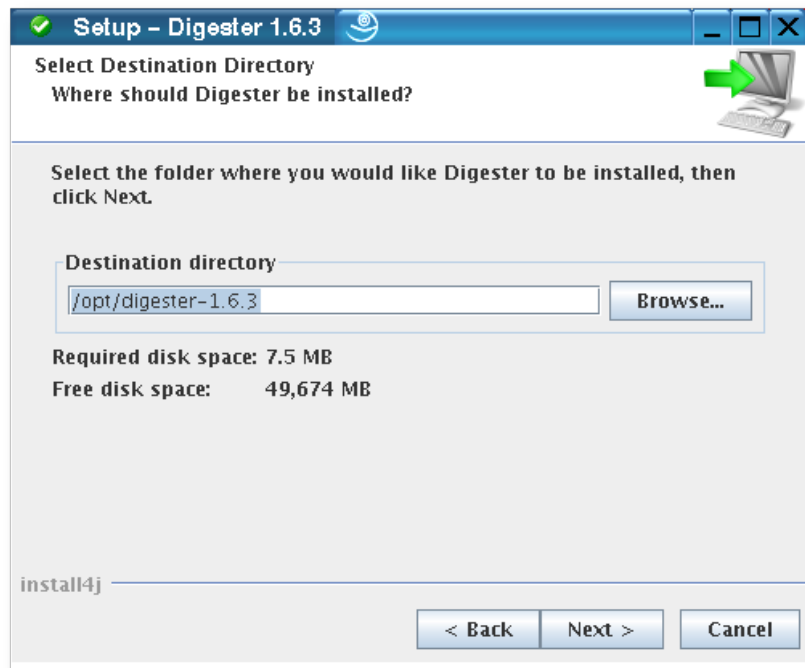 Setup – Digester 1.6.3
Select Destination Directory
Where should Digester be installed?
Select the folder where you would like Digester to be installed, then
click Next.
Destination directory
/opt/digester-1.6.3
Browse...
Required disk space: 7.5 MB
Free disk space: 49,674 MB
install4j
< Back Next > Cancel